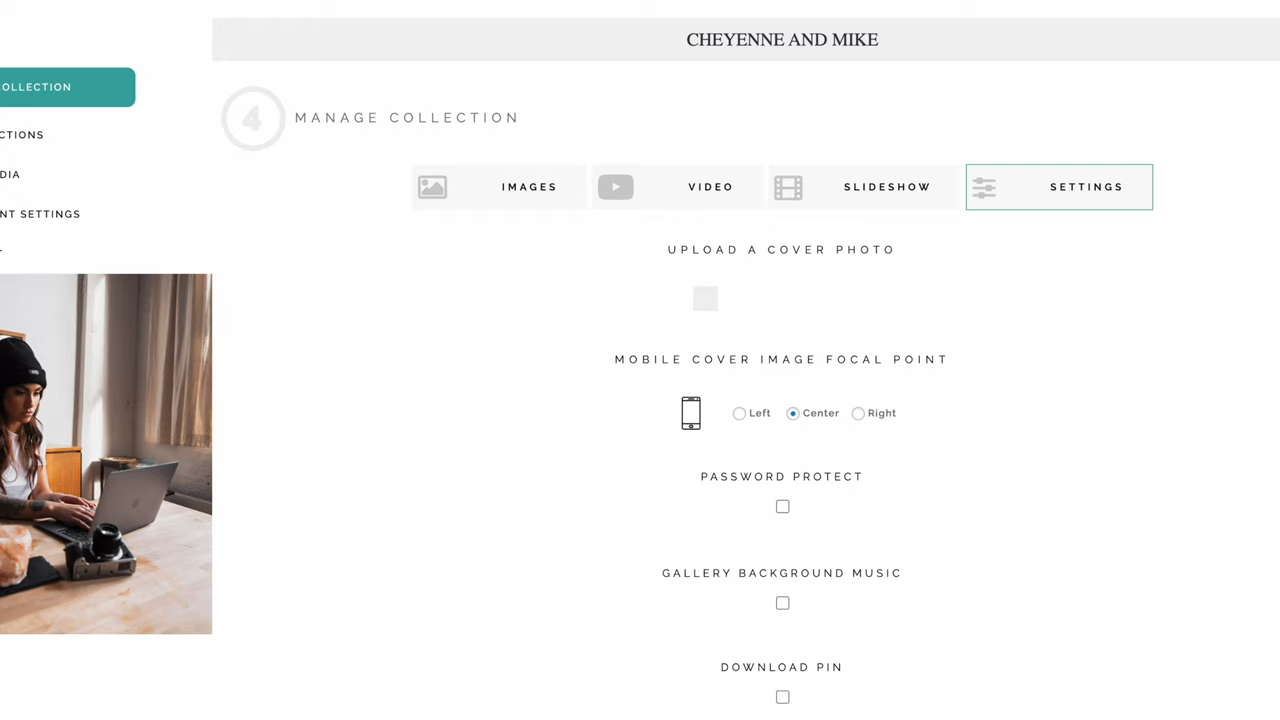 CHEYENNE AND MIKE
OLLECTION
CTIONS
DIA
NT SETTINGS
4
MANAGE COLLECTION
IMAGES
VIDEO
SLIDESHOW
SETTINGS
UPLOAD A COVER PHOTO
MOBILE COVER IMAGE FOCAL POINT
Left
Center
Right
PASSWORD PROTECT
GALLERY BACKGROUND MUSIC
DOWNLOAD PIN